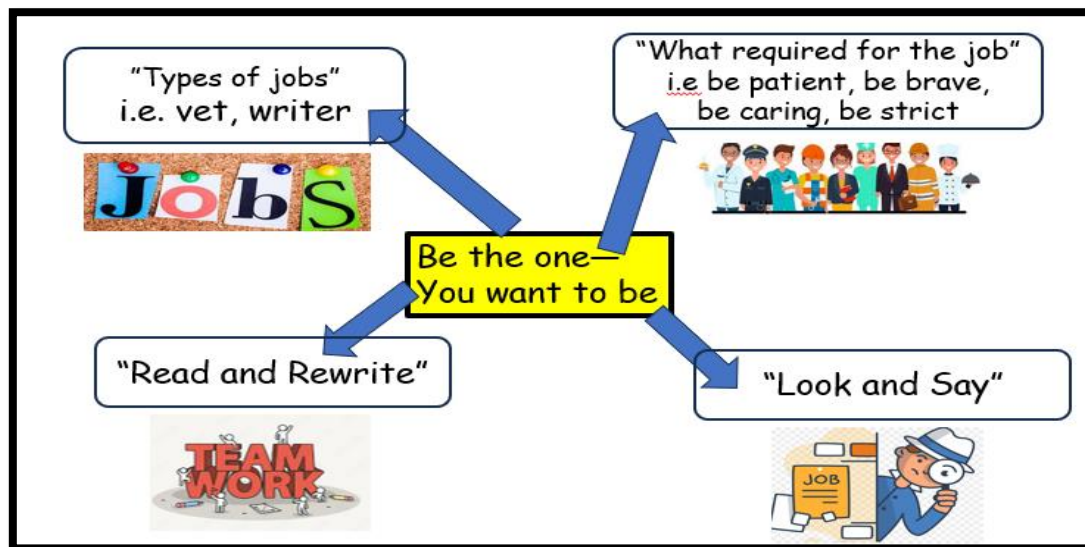 "Types of jobs"
i.e. vet, writer
"What required for the job"
i.e be patient, be brave,
be caring, be strict
JobS
Be the one—
You want to be
"Read and Rewrite"
"Look and Say"
TEAM
WORK
JOB